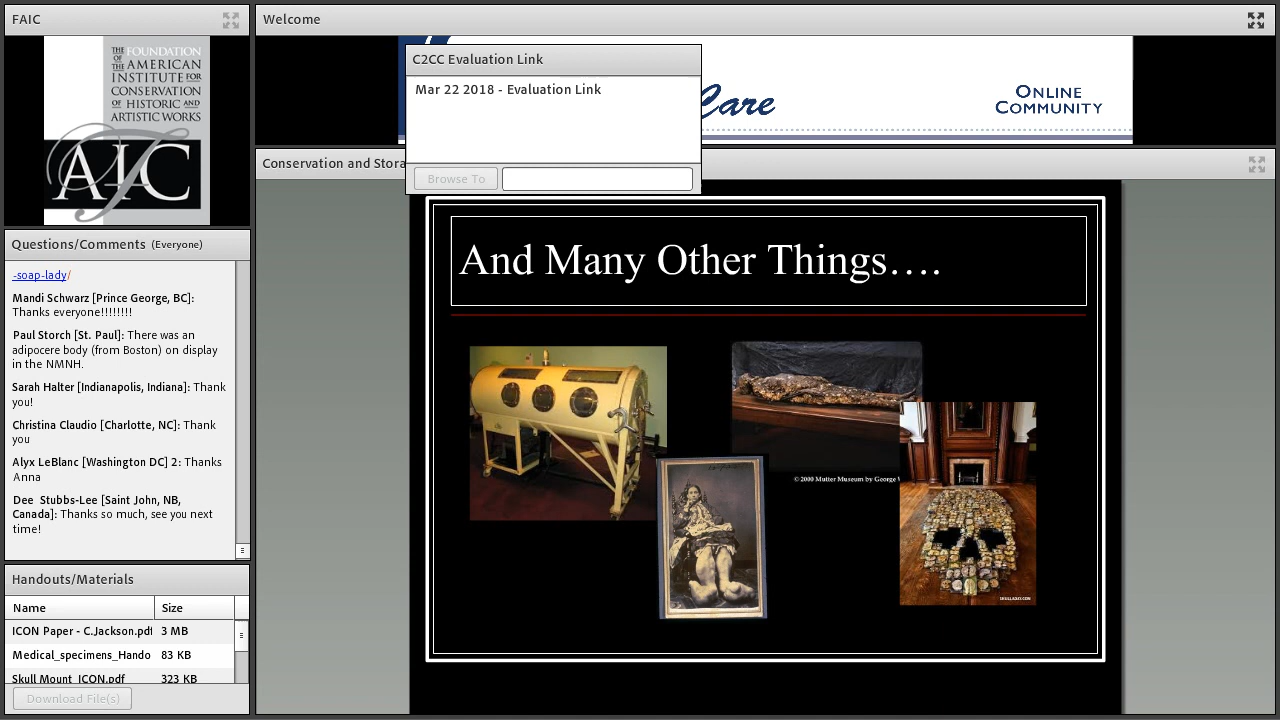 FAIC
THE FOUNDATION
OF THE AMERICAN
INSTITUTE FOR
CONSERVATION
OF HISTORIC AND
ARTISTIC WORKS
AIC
Questions/Comments (Everyone)
-soap-lady/
Mandi Schwarz [Prince George, BC]:
Thanks everyone!!!!!!!!
Paul Storch [St. Paul]: There was an
adipocere body (from Boston) on display
in the NMNH.
Sarah Halter [Indianapolis, Indiana]: Thank
you!
Christina Claudio [Charlotte, NC]: Thank
you
Alyx LeBlanc [Washington DC] 2: Thanks
Anna
Dee Stubbs-Lee [Saint John, NB,
Canada]: Thanks so much, see you next
time!
Handouts/Materials
Name Size
ICON Paper - C.Jackson.pdf 3 MB
Medical_specimens_Hando 83 KB
Skull Mount_ICON.pdf 323 KB
Download File(s)
Welcome
C2CC Evaluation Link
Mar 22 2018 - Evaluation Link
Browse To
Care
ONLINE
COMMUNITY
Conservation and Stora
And Many Other Things….
© 2000 Mutter Museum by George
SKULLADAY.COM